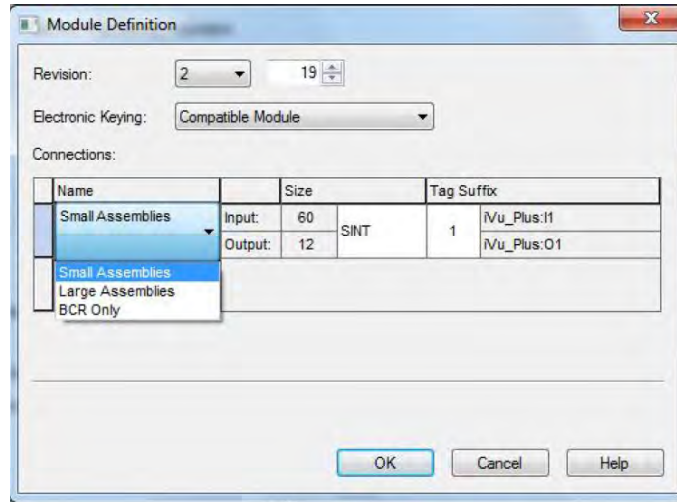 Module Definition
Revision: 2 19
Electronic Keying: Compatible Module
Connections:
Name Size Tag Suffix
Small Assemblies Input: 60 SINT 1 iVu_Plus:I1
Output: 12 iVu_Plus:O1
Small Assemblies
Large Assemblies
BCR Only
OK Cancel Help